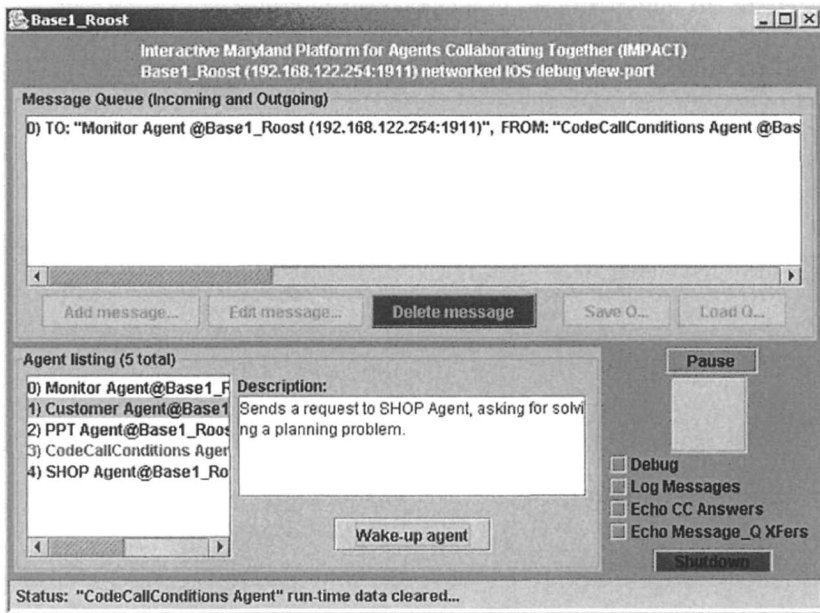 Base1_Roost
Interactive Maryland Platform for Agents Collaborating Together (IMPACT)
Base1_Roost (192.168.122.254:1911) networked IOS debug view-port
Message Queue (Incoming and Outgoing)
0) TO: "Monitor Agent @Base1_Roost (192.168.122.254:1911)", FROM: "CodeCallConditions Agent @Bas
Add message... Edit message... Delete message Save Q... Load Q...
Agent listing (5 total)
Pause
0) Monitor Agent@Base1_R
1) Customer Agent@Base1
2) PPT Agent@Base1_Roos
3) CodeCallConditions Agen
4) SHOP Agent@Base1_Ro
Description:
Sends a request to SHOP Agent, asking for solvi
ng a planning problem.
Wake-up agent
Debug
Log Messages
Echo CC Answers
Echo Message_Q XFers
Shutdown
Status: "CodeCallConditions Agent" run-time data cleared...